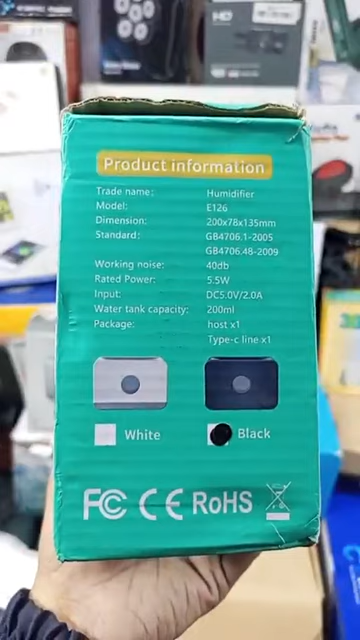 Product information
Trade name: Humidifier
Model: E126
Dimension: 200x78x135mm
Standard: GB4706.1-2005
GB4706.48-2009
Working noise: 40db
Rated Power: 5.5W
Input: DC5.0V/2.0A
Water tank capacity: 200ml
Package: host x1
Type-c line x1
White Black
FC CE RoHS